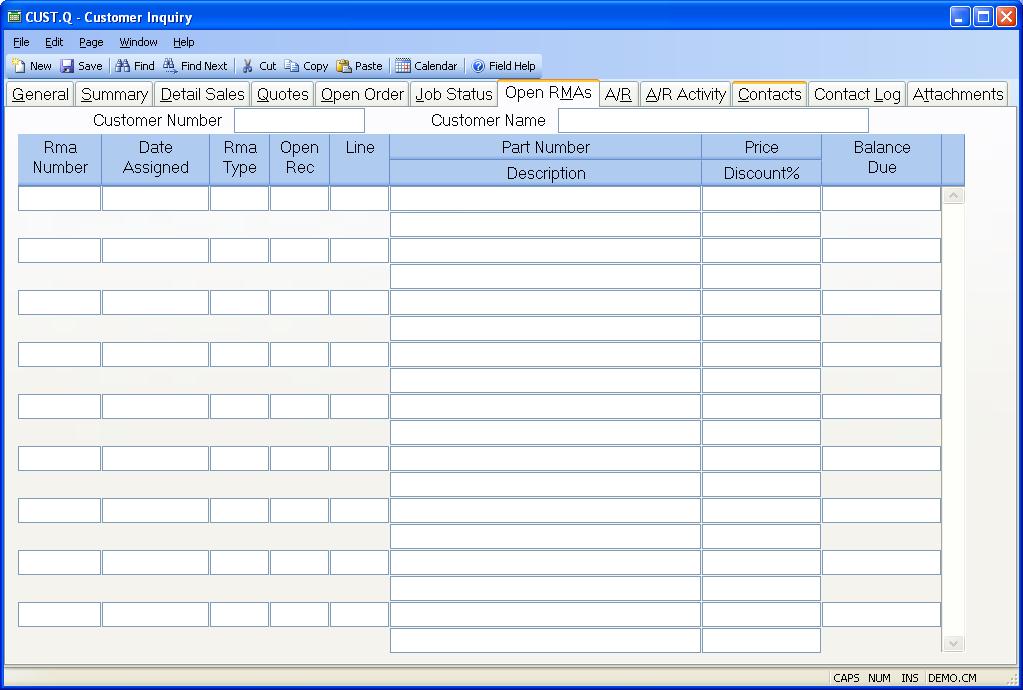 CUST.Q - Customer Inquiry
File Edit Page Window Help
New Save Find Find Next Cut Copy Paste Calendar Field Help
General Summary Detail Sales Quotes Open Order Job Status Open RMAs A/R A/R Activity Contacts Contact Log Attachments
Customer Number Customer Name
Rma Number Date Assigned Rma Type Open Rec Line Part Number Price Balance Due
Description Discount%
CAPS NUM INS DEMO.CM